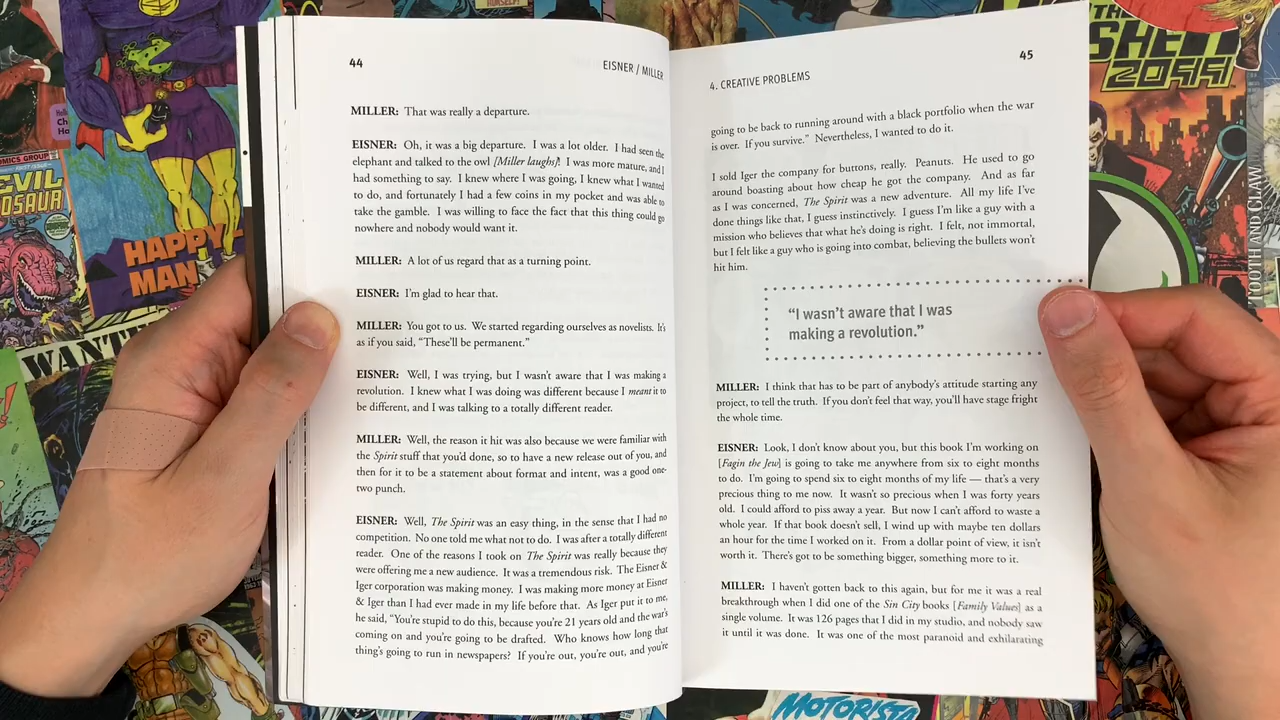 44
EISNER / MILLER
MILLER: That was really a departure.
EISNER: Oh, it was a big departure. I was a lot older. I had seen the
elephant and talked to the owl [Miller laughs]! I was more mature, and I
had something to say. I knew where I was going, I knew what I wanted
to do, and fortunately I had a few coins in my pocket and was able to
take the gamble. I was willing to face the fact that this thing could go
nowhere and nobody would want it.
MILLER: A lot of us regard that as a turning point.
EISNER: I'm glad to hear that.
MILLER: You got to us. We started regarding ourselves as novelists. It's
as if you said, “These'll be permanent.”
EISNER: Well, I was trying, but I wasn't aware that I was making a
revolution. I knew what I was doing was different because I meant it to
be different, and I was talking to a totally different reader.
MILLER: Well, the reason it hit was also because we were familiar with
the Spirit stuff that you'd done, so to have a new release out of you, and
then for it to be a statement about format and intent, was a good one-
two punch.
EISNER: Well, The Spirit was an easy thing, in the sense that I had no
competition. No one told me what not to do. I was after a totally different
reader. One of the reasons I took on The Spirit was really because they
were offering me a new audience. It was a tremendous risk. The Eisner &
Iger corporation was making money. I was making more money at Eisner
& Iger than I had ever made in my life before that. As Iger put it to me,
he said, “You're stupid to do this, because you're 21 years old and the war's
coming on and you're going to be drafted. Who knows how long that
thing's going to run in newspapers? If you're out, you're out, and you're
4. CREATIVE PROBLEMS
45
going to be back to running around with a black portfolio when the war
is over. If you survive.” Nevertheless, I wanted to do it.
I sold Iger the company for buttons, really. Peanuts. He used to go
around boasting about how cheap he got the company. And as far
as I was concerned, The Spirit was a new adventure. All my life I've
done things like that, I guess instinctively. I guess I'm like a guy with a
mission who believes that what he's doing is right. I felt, not immortal,
but I felt like a guy who is going into combat, believing the bullets won't
hit him.
“I wasn't aware that I was
making a revolution.”
MILLER: I think that has to be part of anybody's attitude starting any
project, to tell the truth. If you don't feel that way, you'll have stage fright
the whole time.
EISNER: Look, I don't know about you, but this book I'm working on
[Fagin the Jew] is going to take me anywhere from six to eight months
to do. I'm going to spend six to eight months of my life — that's a very
precious thing to me now. It wasn't so precious when I was forty years
old. I could afford to piss away a year. But now I can't afford to waste a
whole year. If that book doesn't sell, I wind up with maybe ten dollars
an hour for the time I worked on it. From a dollar point of view, it isn't
worth it. There's got to be something bigger, something more to it.
MILLER: I haven't gotten back to this again, but for me it was a real
breakthrough when I did one of the Sin City books [Family Values] as a
single volume. It was 126 pages that I did in my studio, and nobody saw
it until it was done. It was one of the most paranoid and exhilarating
COMICS GROUP
HAPPY
MAN
WANTE
THE
2099
TOOTH AND CLAW
MOTORISTA